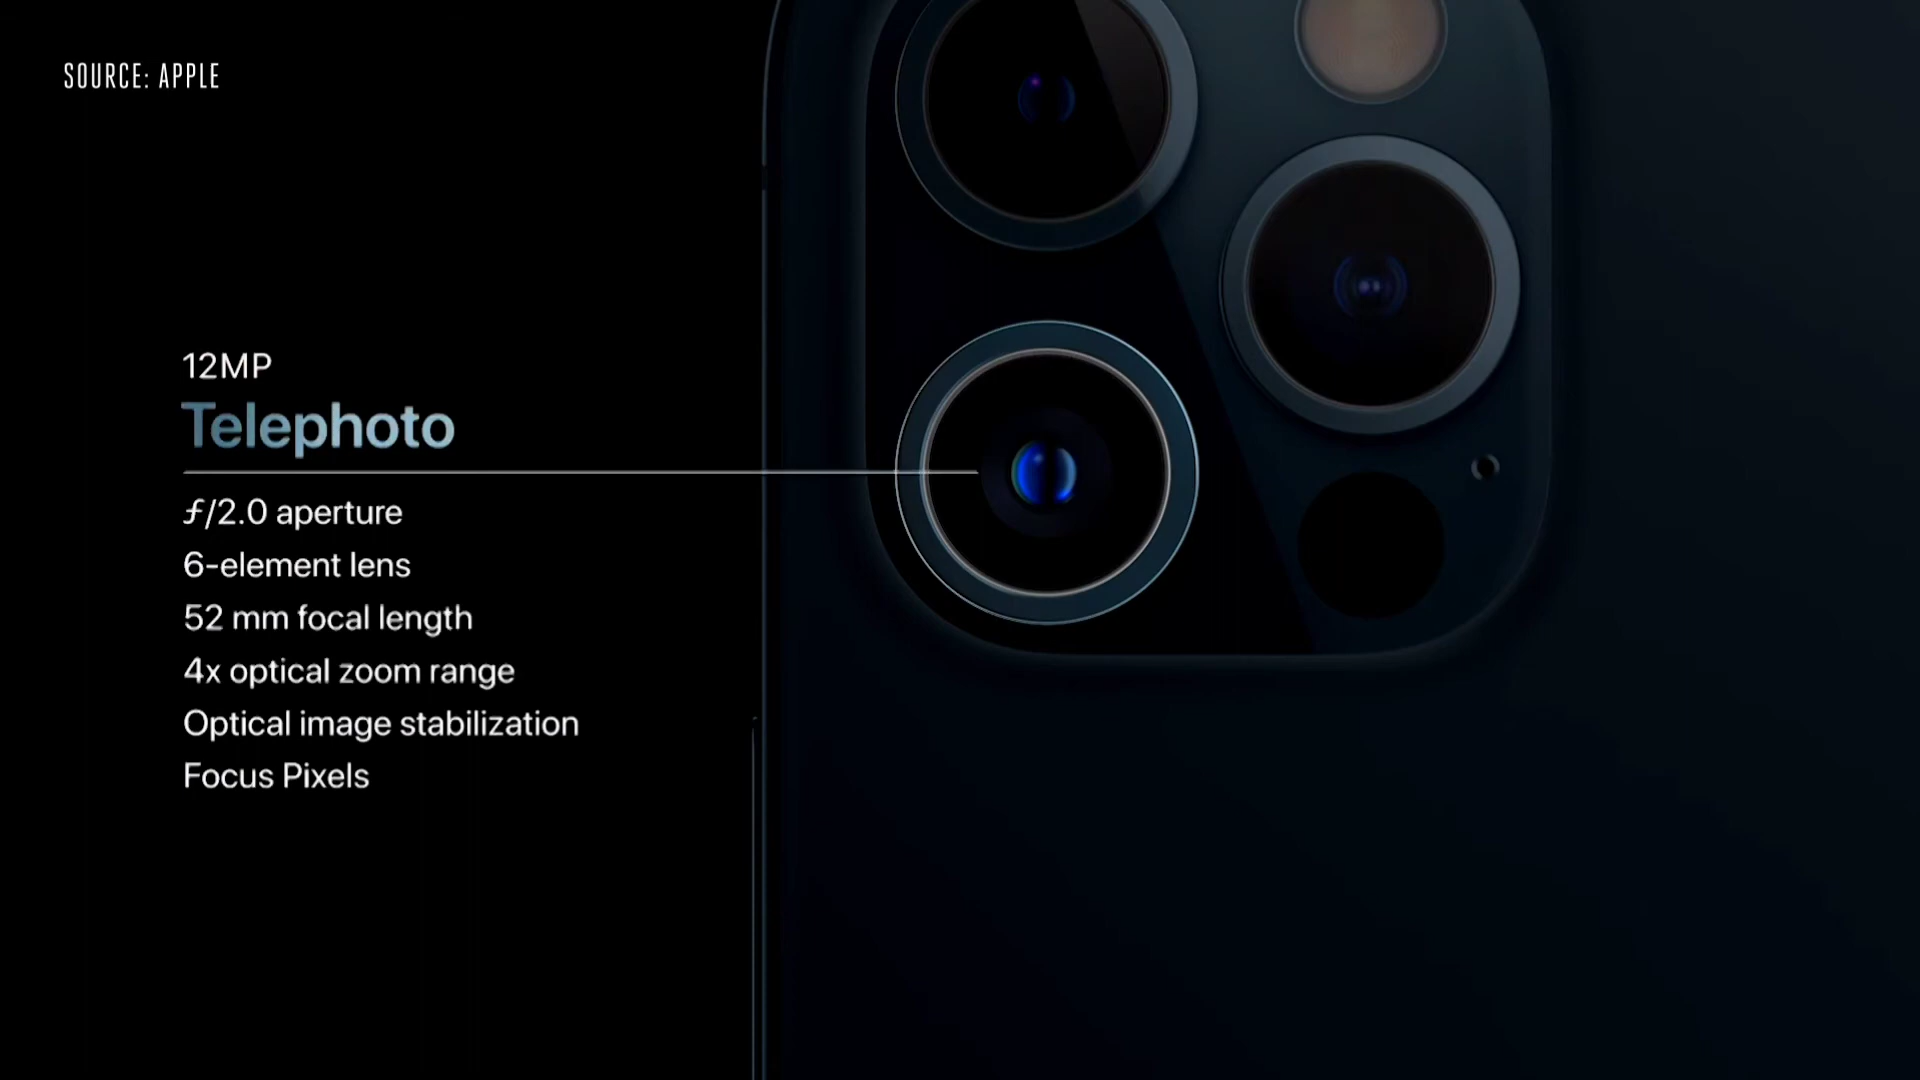 SOURCE: APPLE
12MP
Telephoto
ƒ/2.0 aperture
6-element lens
52 mm focal length
4x optical zoom range
Optical image stabilization
Focus Pixels